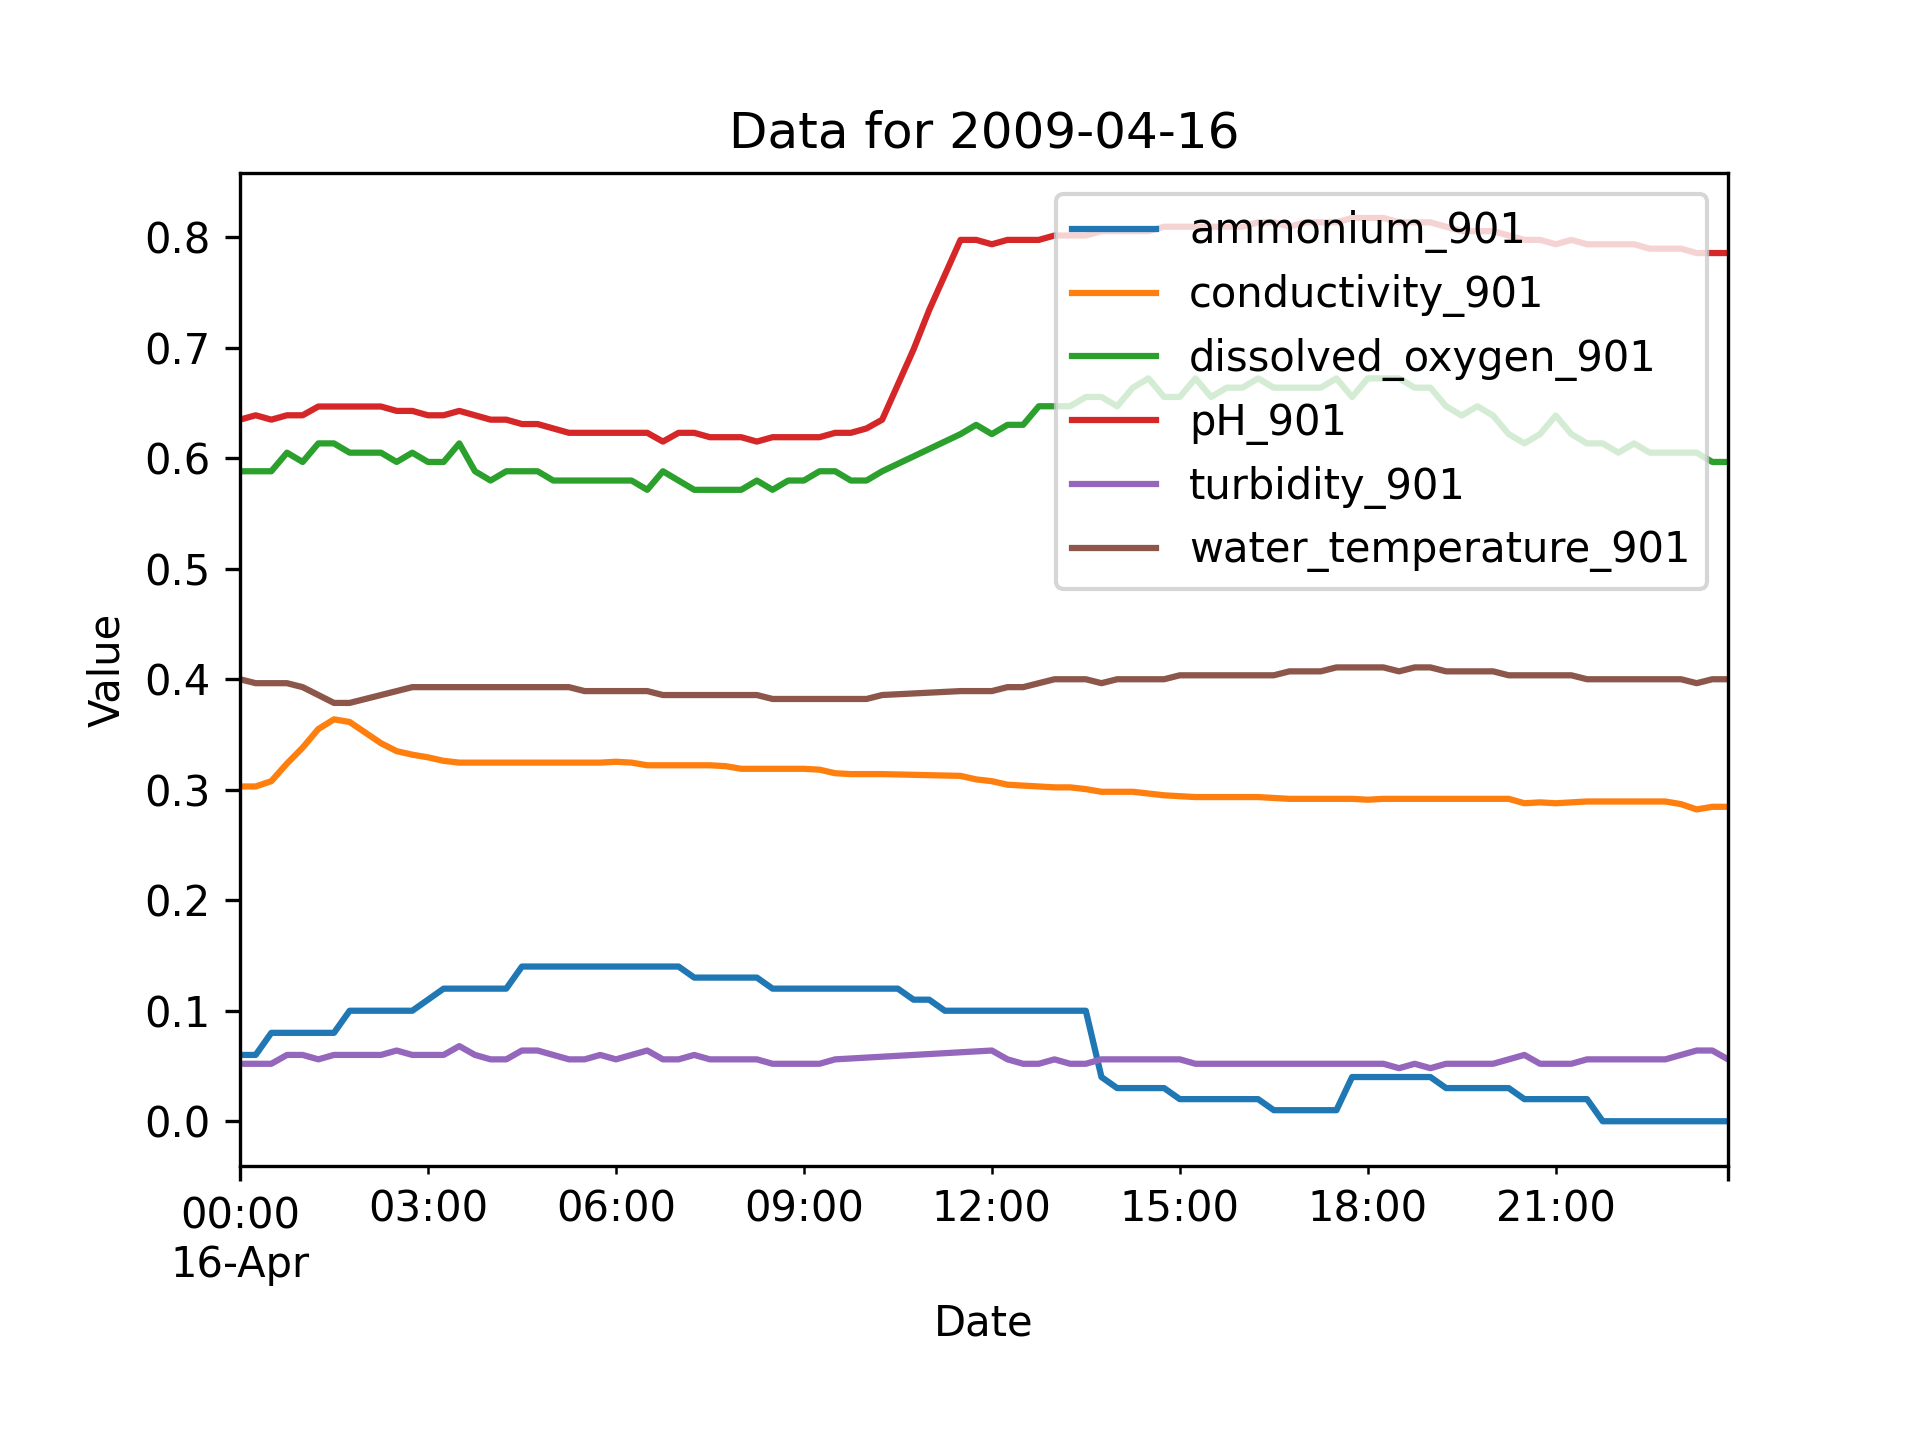 Data for 2009-04-16
ammonium_901
conductivity_901
dissolved_oxygen_901
pH_901
turbidity_901
water_temperature_901
0.8
0.7
0.6
0.5
0.4
0.3
0.2
0.1
0.0
Value
00:00 03:00 06:00 09:00 12:00 15:00 18:00 21:00
16-Apr
Date